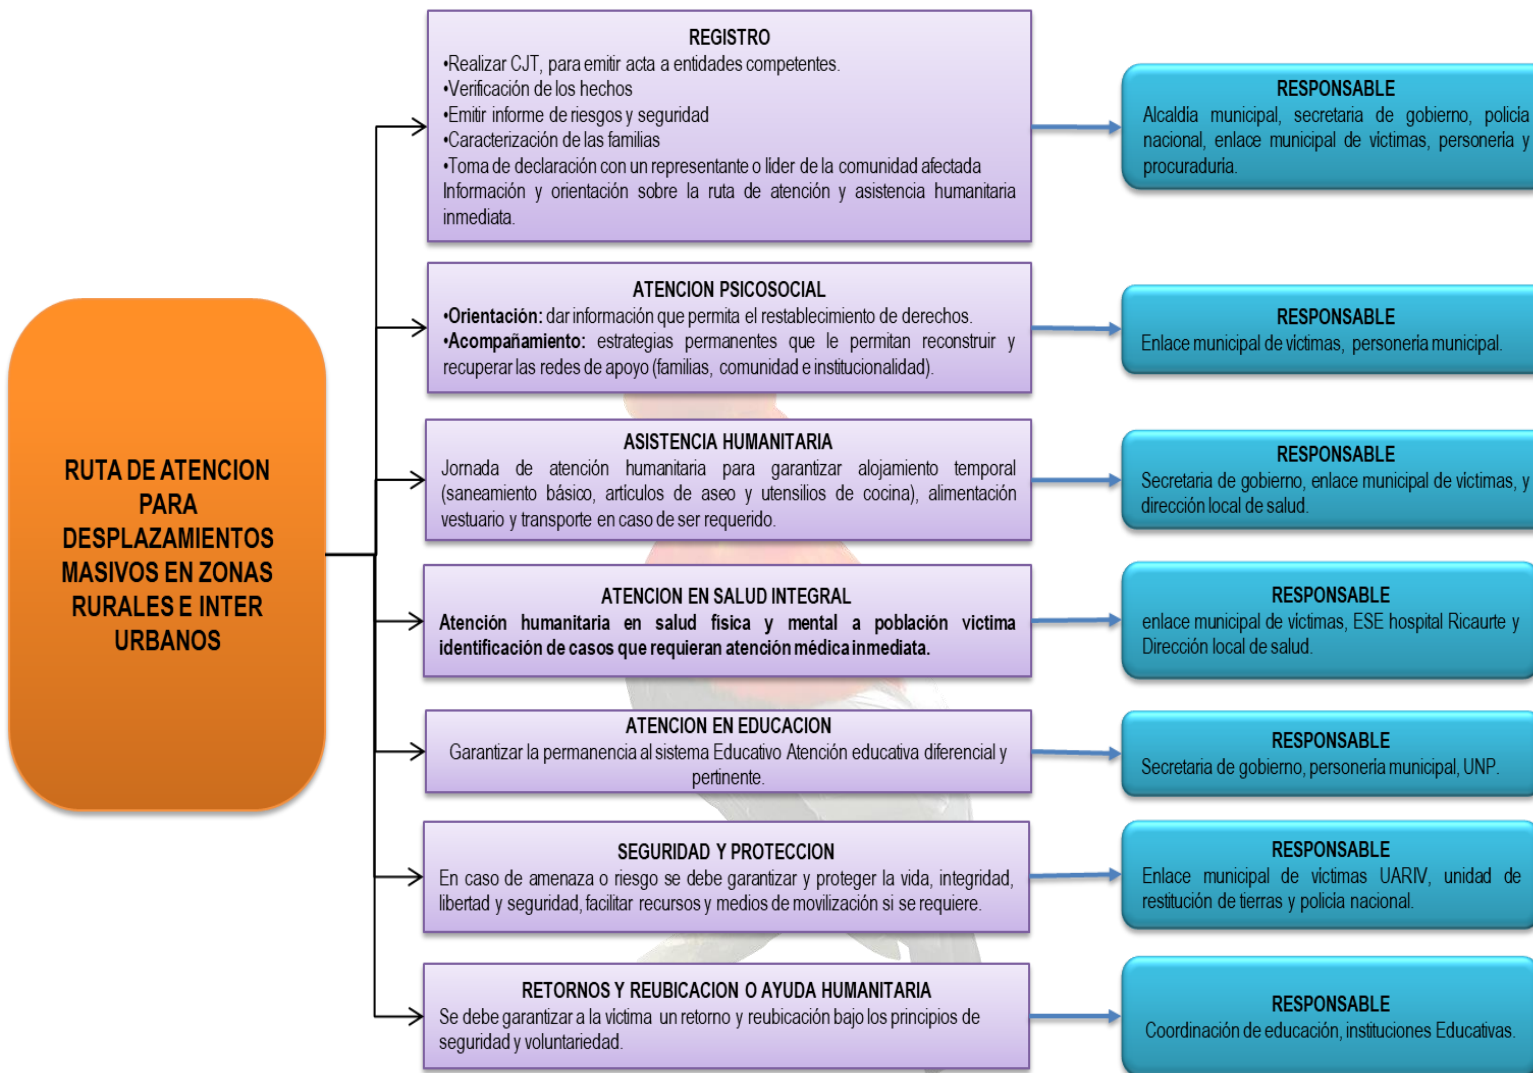 RUTA DE ATENCION
PARA
DESPLAZAMIENTOS
MASIVOS EN ZONAS
RURALES E INTER
URBANOS
REGISTRO
•Realizar CJT, para emitir acta a entidades competentes.
•Verificación de los hechos
•Emitir informe de riesgos y seguridad
•Caracterización de las familias
•Toma de declaración con un representante o líder de la comunidad afectada
Información y orientación sobre la ruta de atención y asistencia humanitaria
inmediata.
RESPONSABLE
Alcaldía municipal, secretaria de gobierno, policía
nacional, enlace municipal de víctimas, personería y
procuraduría.
ATENCION PSICOSOCIAL
•Orientación: dar información que permita el restablecimiento de derechos.
•Acompañamiento: estrategias permanentes que le permitan reconstruir y
recuperar las redes de apoyo (familias, comunidad e institucionalidad).
RESPONSABLE
Enlace municipal de víctimas, personería municipal.
ASISTENCIA HUMANITARIA
Jornada de atención humanitaria para garantizar alojamiento temporal
(saneamiento básico, artículos de aseo y utensilios de cocina), alimentación
vestuario y transporte en caso de ser requerido.
RESPONSABLE
Secretaria de gobierno, enlace municipal de víctimas, y
dirección local de salud.
ATENCION EN SALUD INTEGRAL
Atención humanitaria en salud física y mental a población victima
identificación de casos que requieran atención médica inmediata.
RESPONSABLE
enlace municipal de víctimas, ESE hospital Ricaurte y
Dirección local de salud.
ATENCION EN EDUCACION
Garantizar la permanencia al sistema Educativo Atención educativa diferencial y
pertinente.
RESPONSABLE
Secretaria de gobierno, personería municipal, UNP.
SEGURIDAD Y PROTECCION
En caso de amenaza o riesgo se debe garantizar y proteger la vida, integridad,
libertad y seguridad, facilitar recursos y medios de movilización si se requiere.
RESPONSABLE
Enlace municipal de víctimas UARIV, unidad de
restitución de tierras y policía nacional.
RETORNOS Y REUBICACION O AYUDA HUMANITARIA
Se debe garantizar a la víctima un retorno y reubicación bajo los principios de
seguridad y voluntariedad.
RESPONSABLE
Coordinación de educación, instituciones Educativas.